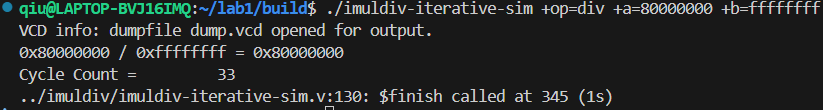 qiu@LAPTOP-BVJ16IMQ:~/lab1/build$ ./imuldiv-iterative-sim +op=div +a=80000000 +b=ffffffff
VCD info: dumpfile dump.vcd opened for output.
0x80000000 / 0xffffffff = 0x80000000
Cycle Count =         33
../imuldiv/imuldiv-iterative-sim.v:130: $finish called at 345 (1s)